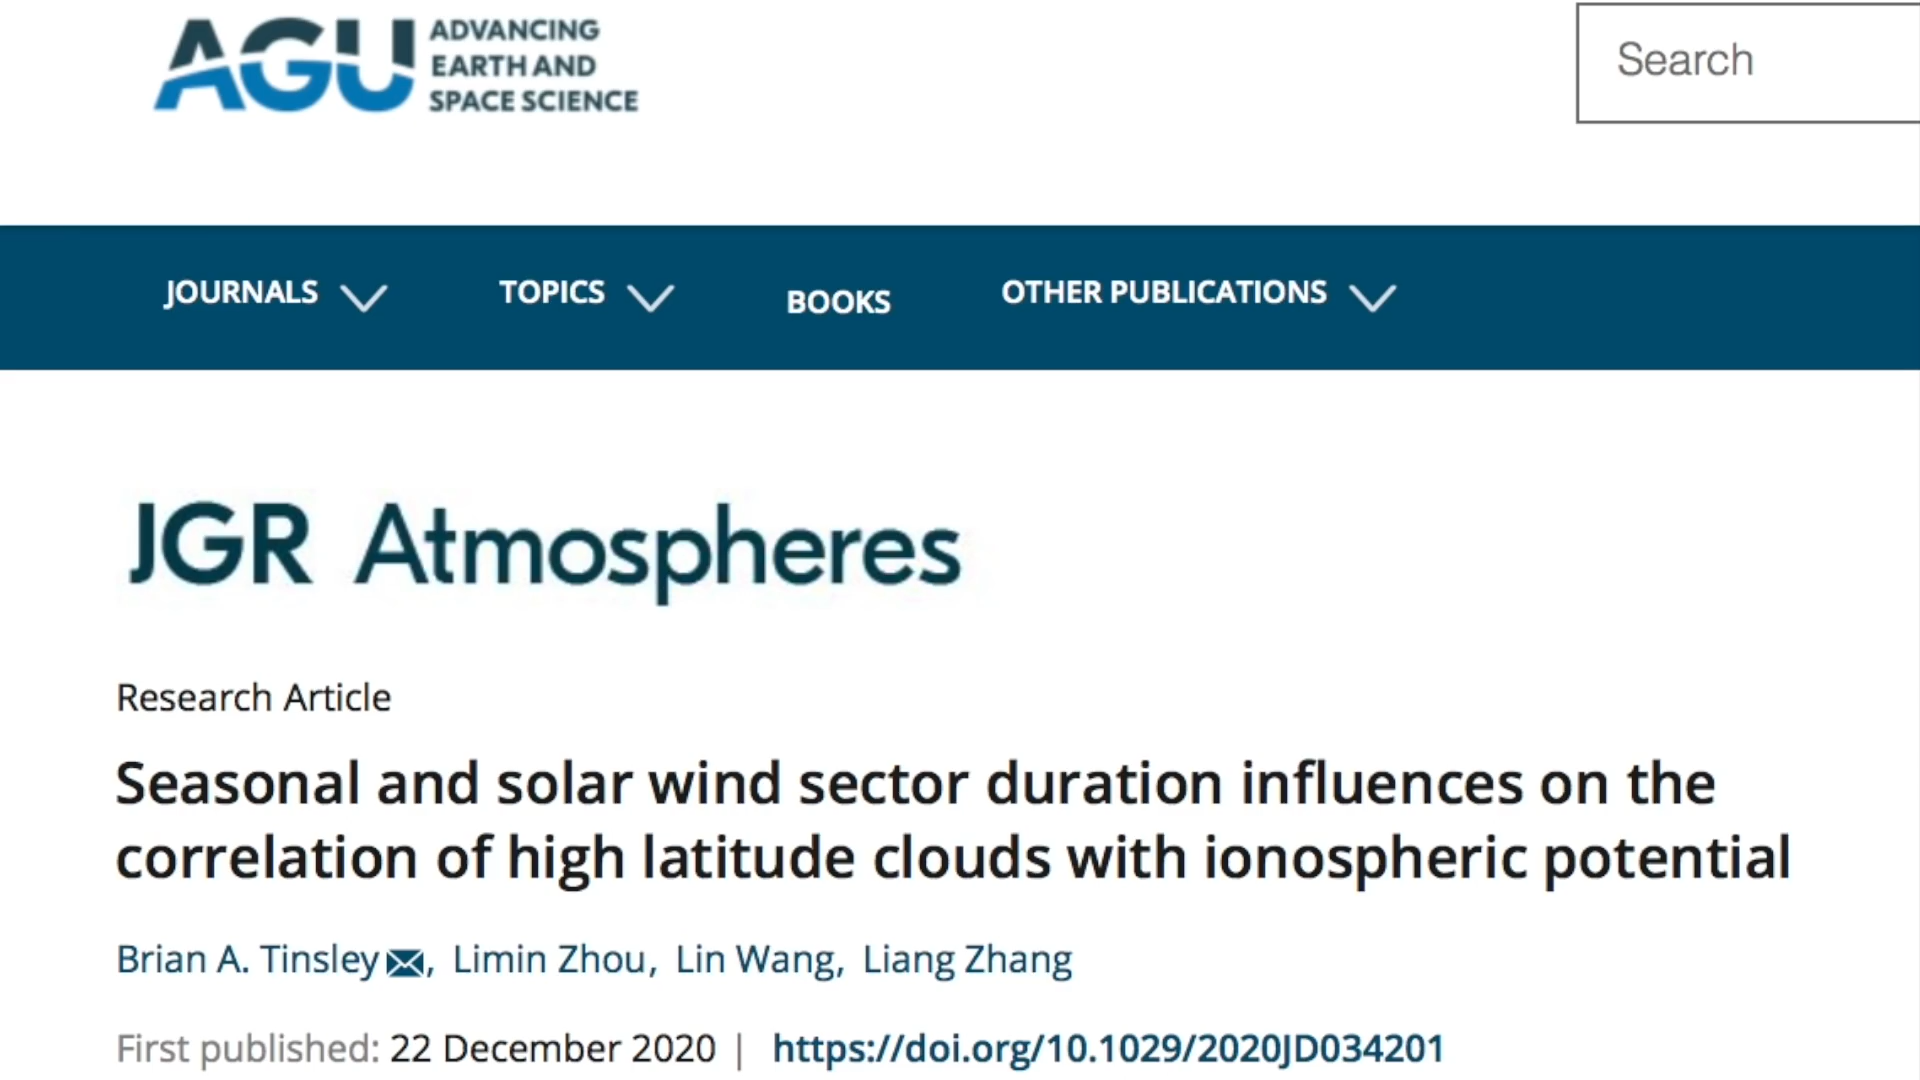 AGU ADVANCING
EARTH AND
SPACE SCIENCE
Search
JOURNALS TOPICS BOOKS OTHER PUBLICATIONS
JGR Atmospheres
Research Article
Seasonal and solar wind sector duration influences on the
correlation of high latitude clouds with ionospheric potential
Brian A. Tinsley, Limin Zhou, Lin Wang, Liang Zhang
First published: 22 December 2020 | https://doi.org/10.1029/2020JD034201